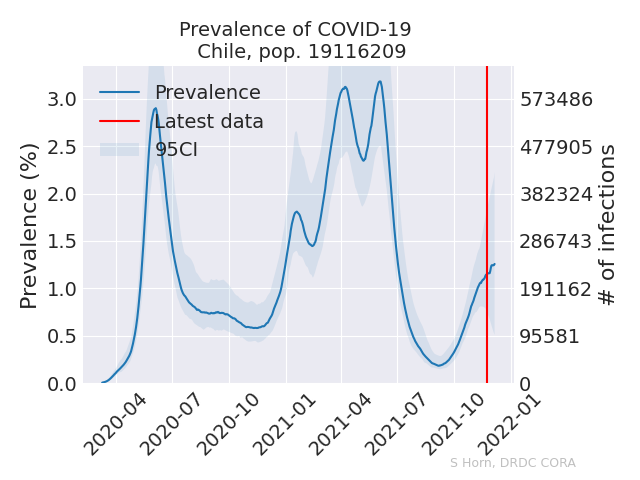 Prevalence of COVID-19
Chile, pop. 19116209
Prevalence
Latest data
95CI
Prevalence (%)
3.0
2.5
2.0
1.5
1.0
0.5
0.0
573486
477905
382324
286743
191162
95581
0
# of infections
2020-04
2020-07
2020-10
2021-01
2021-04
2021-07
2021-10
2022-01
S Horn, DRDC CORA